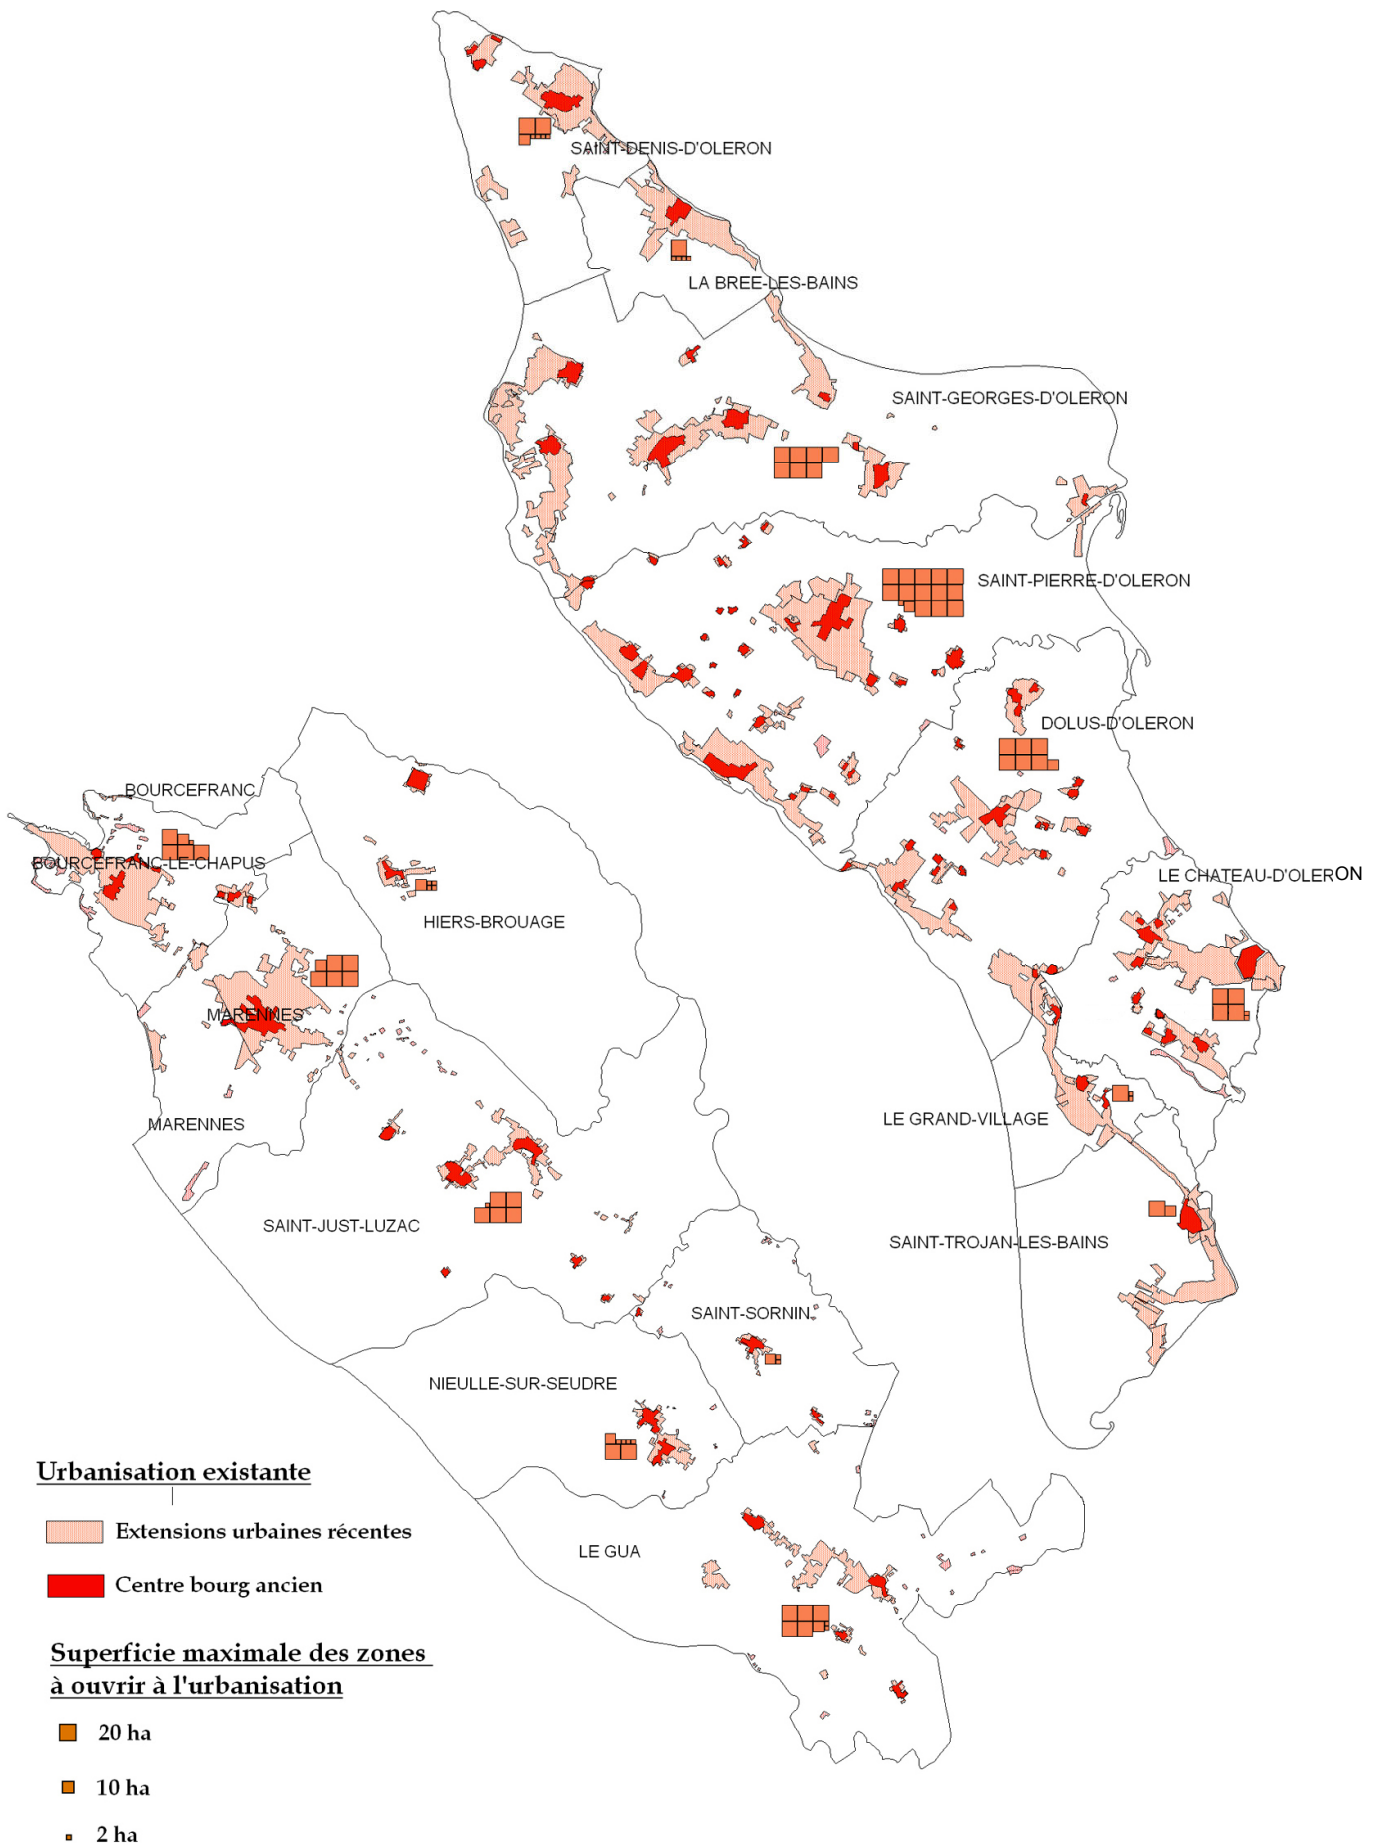 SAINT-DENIS-D'OLERON
LA BREE-LES-BAINS
SAINT-GEORGES-D'OLERON
SAINT-PIERRE-D'OLERON
DOLUS-D'OLERON
BOURCEFRANC
BOURCEFRANC-LE-CHAPUS
LE CHATEAU-D'OLERON
HIERS-BROUAGE
MARENNES
LE GRAND-VILLAGE
MARENNES
SAINT-JUST-LUZAC
SAINT-TROJAN-LES-BAINS
SAINT-SORNIN
NIEULLE-SUR-SEUDRE
LE GUA
Urbanisation existante
Extensions urbaines récentes
Centre bourg ancien
Superficie maximale des zones
à ouvrir à l'urbanisation
20 ha
10 ha
2 ha